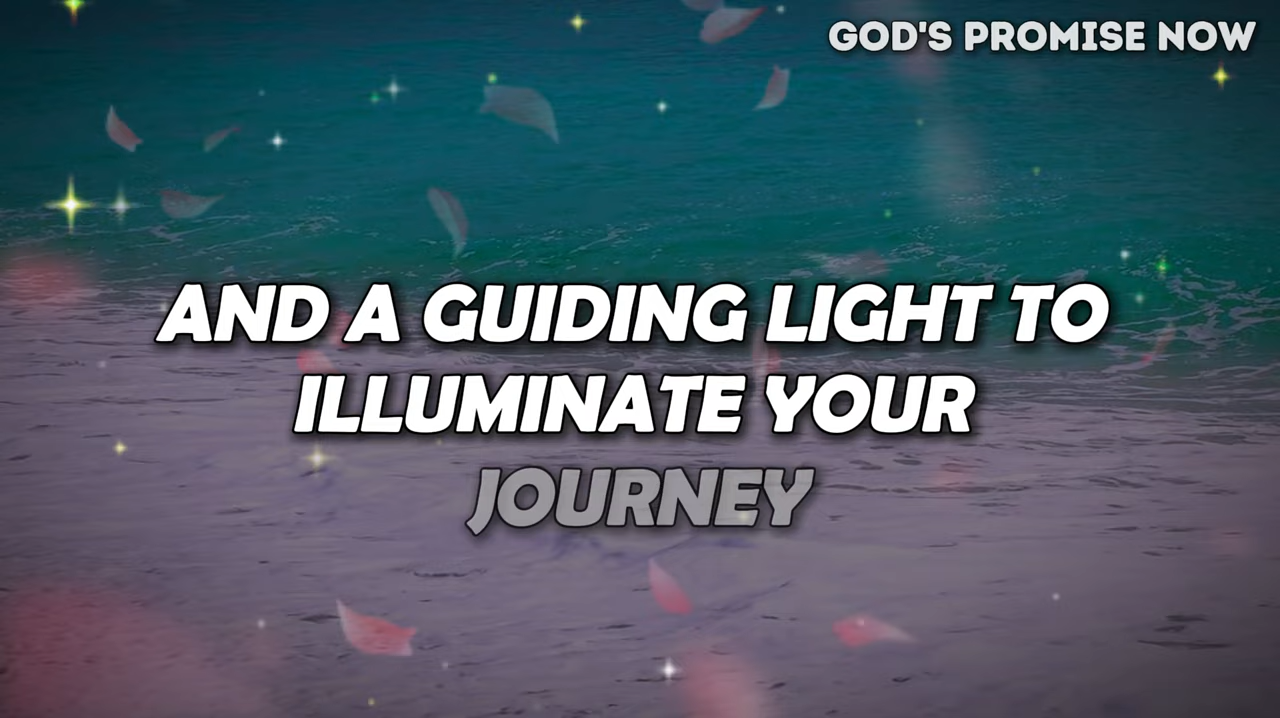 GOD'S PROMISE NOW
AND A GUIDING LIGHT TO
ILLUMINATE YOUR
JOURNEY